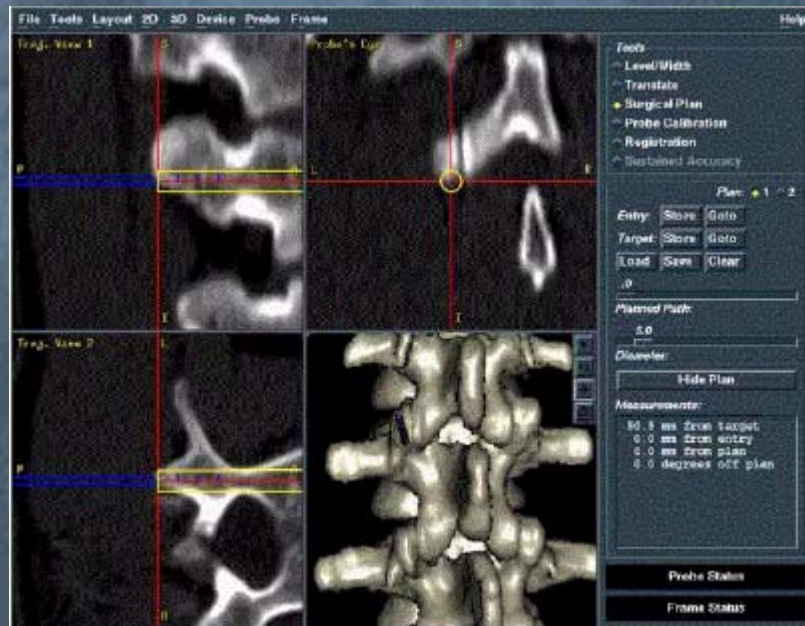 File Tools Layout 2D 3D Device Probe Frame Help
Traj. View 1
S
P
A
I
Probe's Eye
S
L
R
I
Traj. View 2
L
P
A
R
Tools
Level/Width
Translate
Surgical Plan
Probe Calibration
Registration
Sustained Accuracy
Plan: 1 2
Entry: Store Goto
Target: Store Goto
Load Save Clear
.0
Planned Path:
5.0
Diameter:
Hide Plan
Measurements:
mm from target
0.0 mm from entry
0.0 mm from plan
0.0 degrees off plan
Probe Status
Frame Status